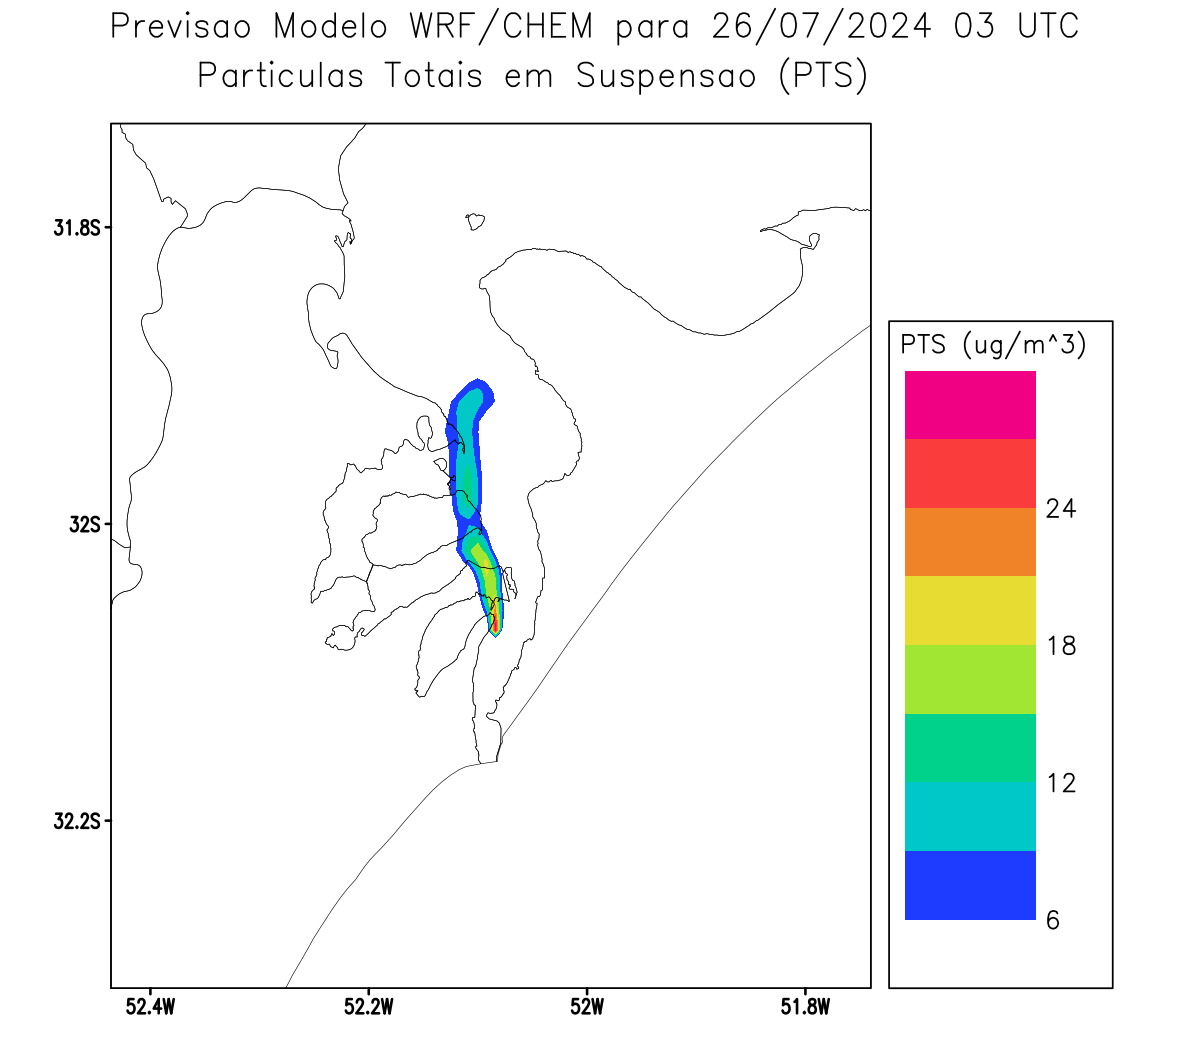 Previsao Modelo WRF/CHEM para 26/07/2024 03 UTC
Particulas Totais em Suspensao (PTS)
31.8S
32S
32.2S
52.4W
52.2W
52W
51.8W
PTS (ug/m^3)
24
18
12
6